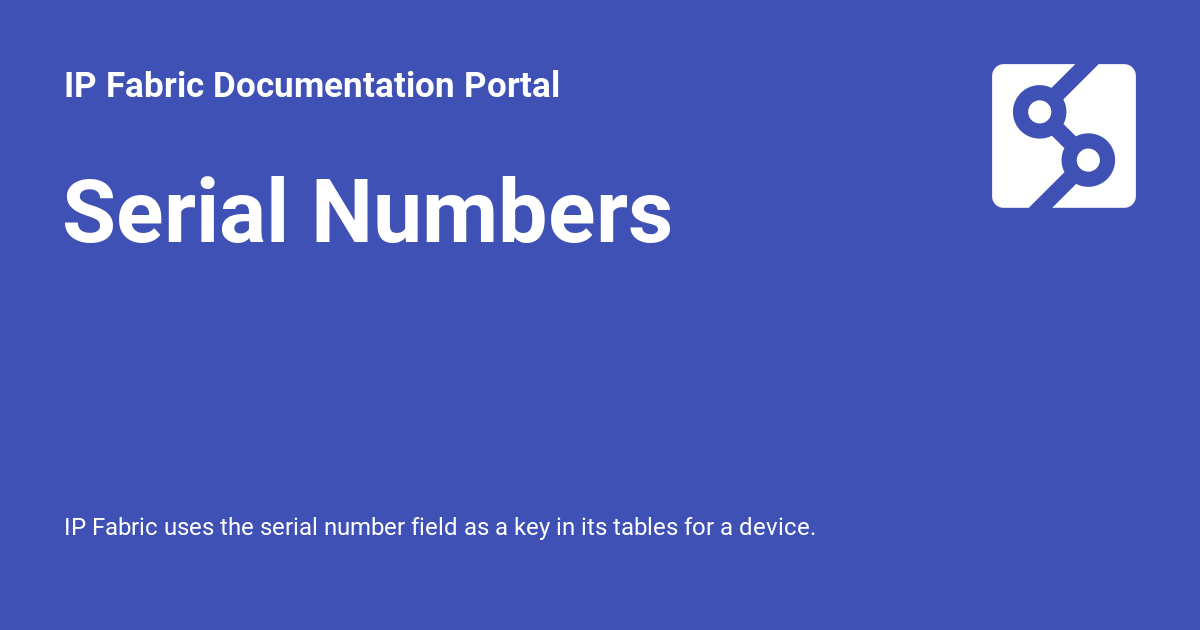 IP Fabric Documentation Portal
Serial Numbers
IP Fabric uses the serial number field as a key in its tables for a device.